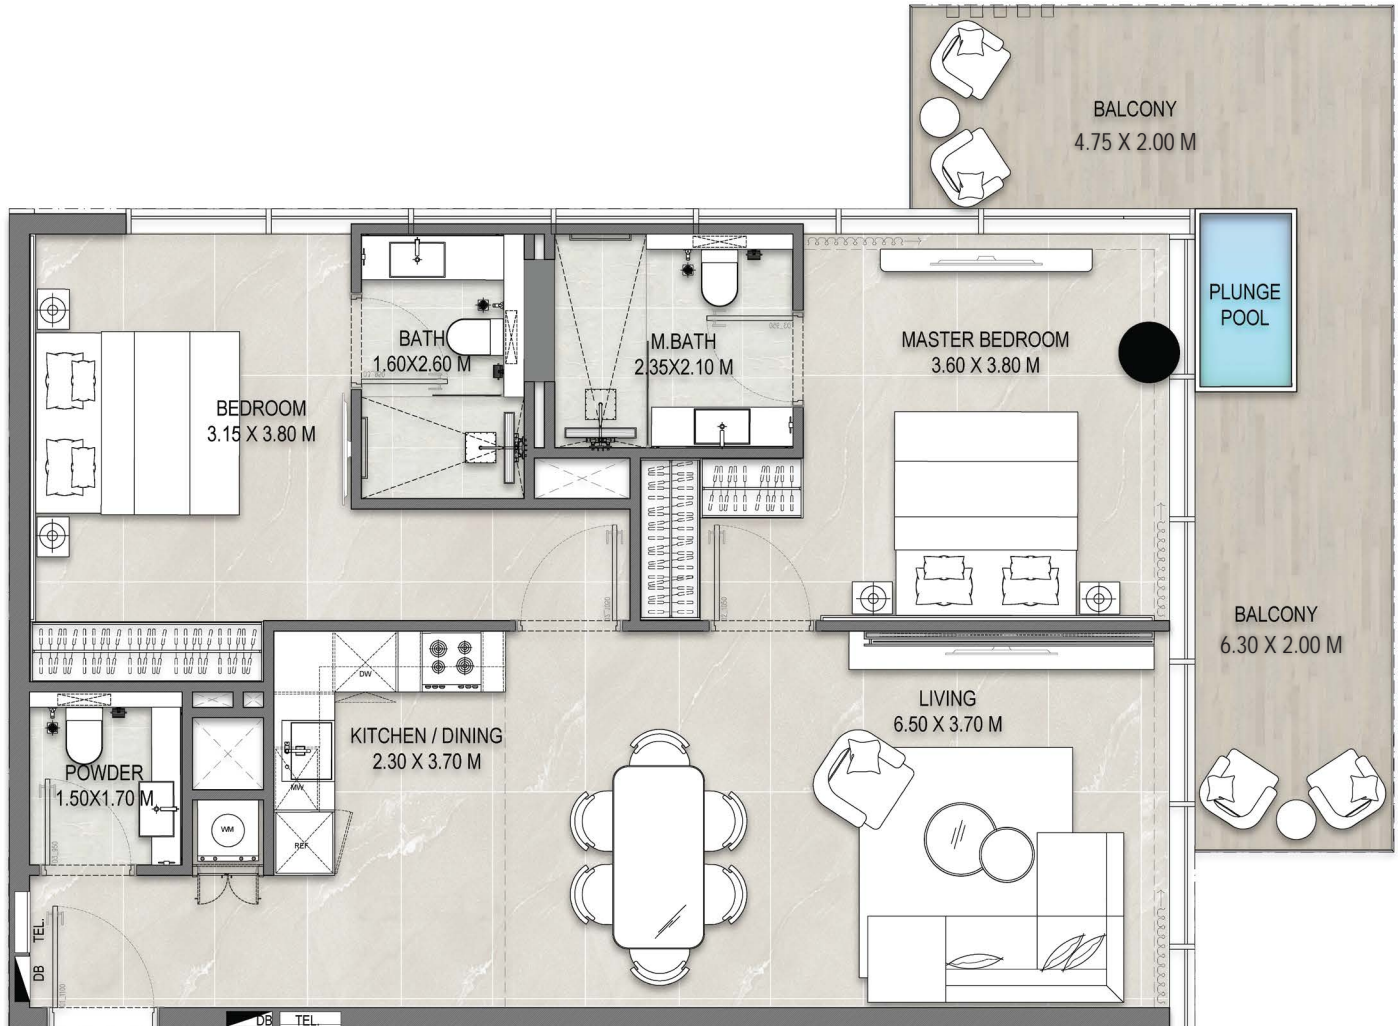 BALCONY
4.75 X 2.00 M
PLUNGE
POOL
BATH
1.60X2.60 M
M.BATH
2.35X2.10 M
MASTER BEDROOM
3.60 X 3.80 M
BEDROOM
3.15 X 3.80 M
BALCONY
6.30 X 2.00 M
DW
LIVING
6.50 X 3.70 M
KITCHEN / DINING
2.30 X 3.70 M
POWDER
1.50X1.70 M
MW
WM
REF
TEL.
DB
DB
TEL.